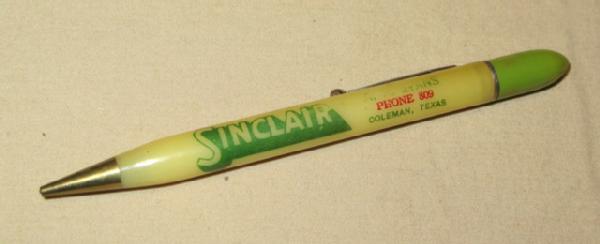 SINCLAIR
PHONE 809
COLEMAN, TEXAS